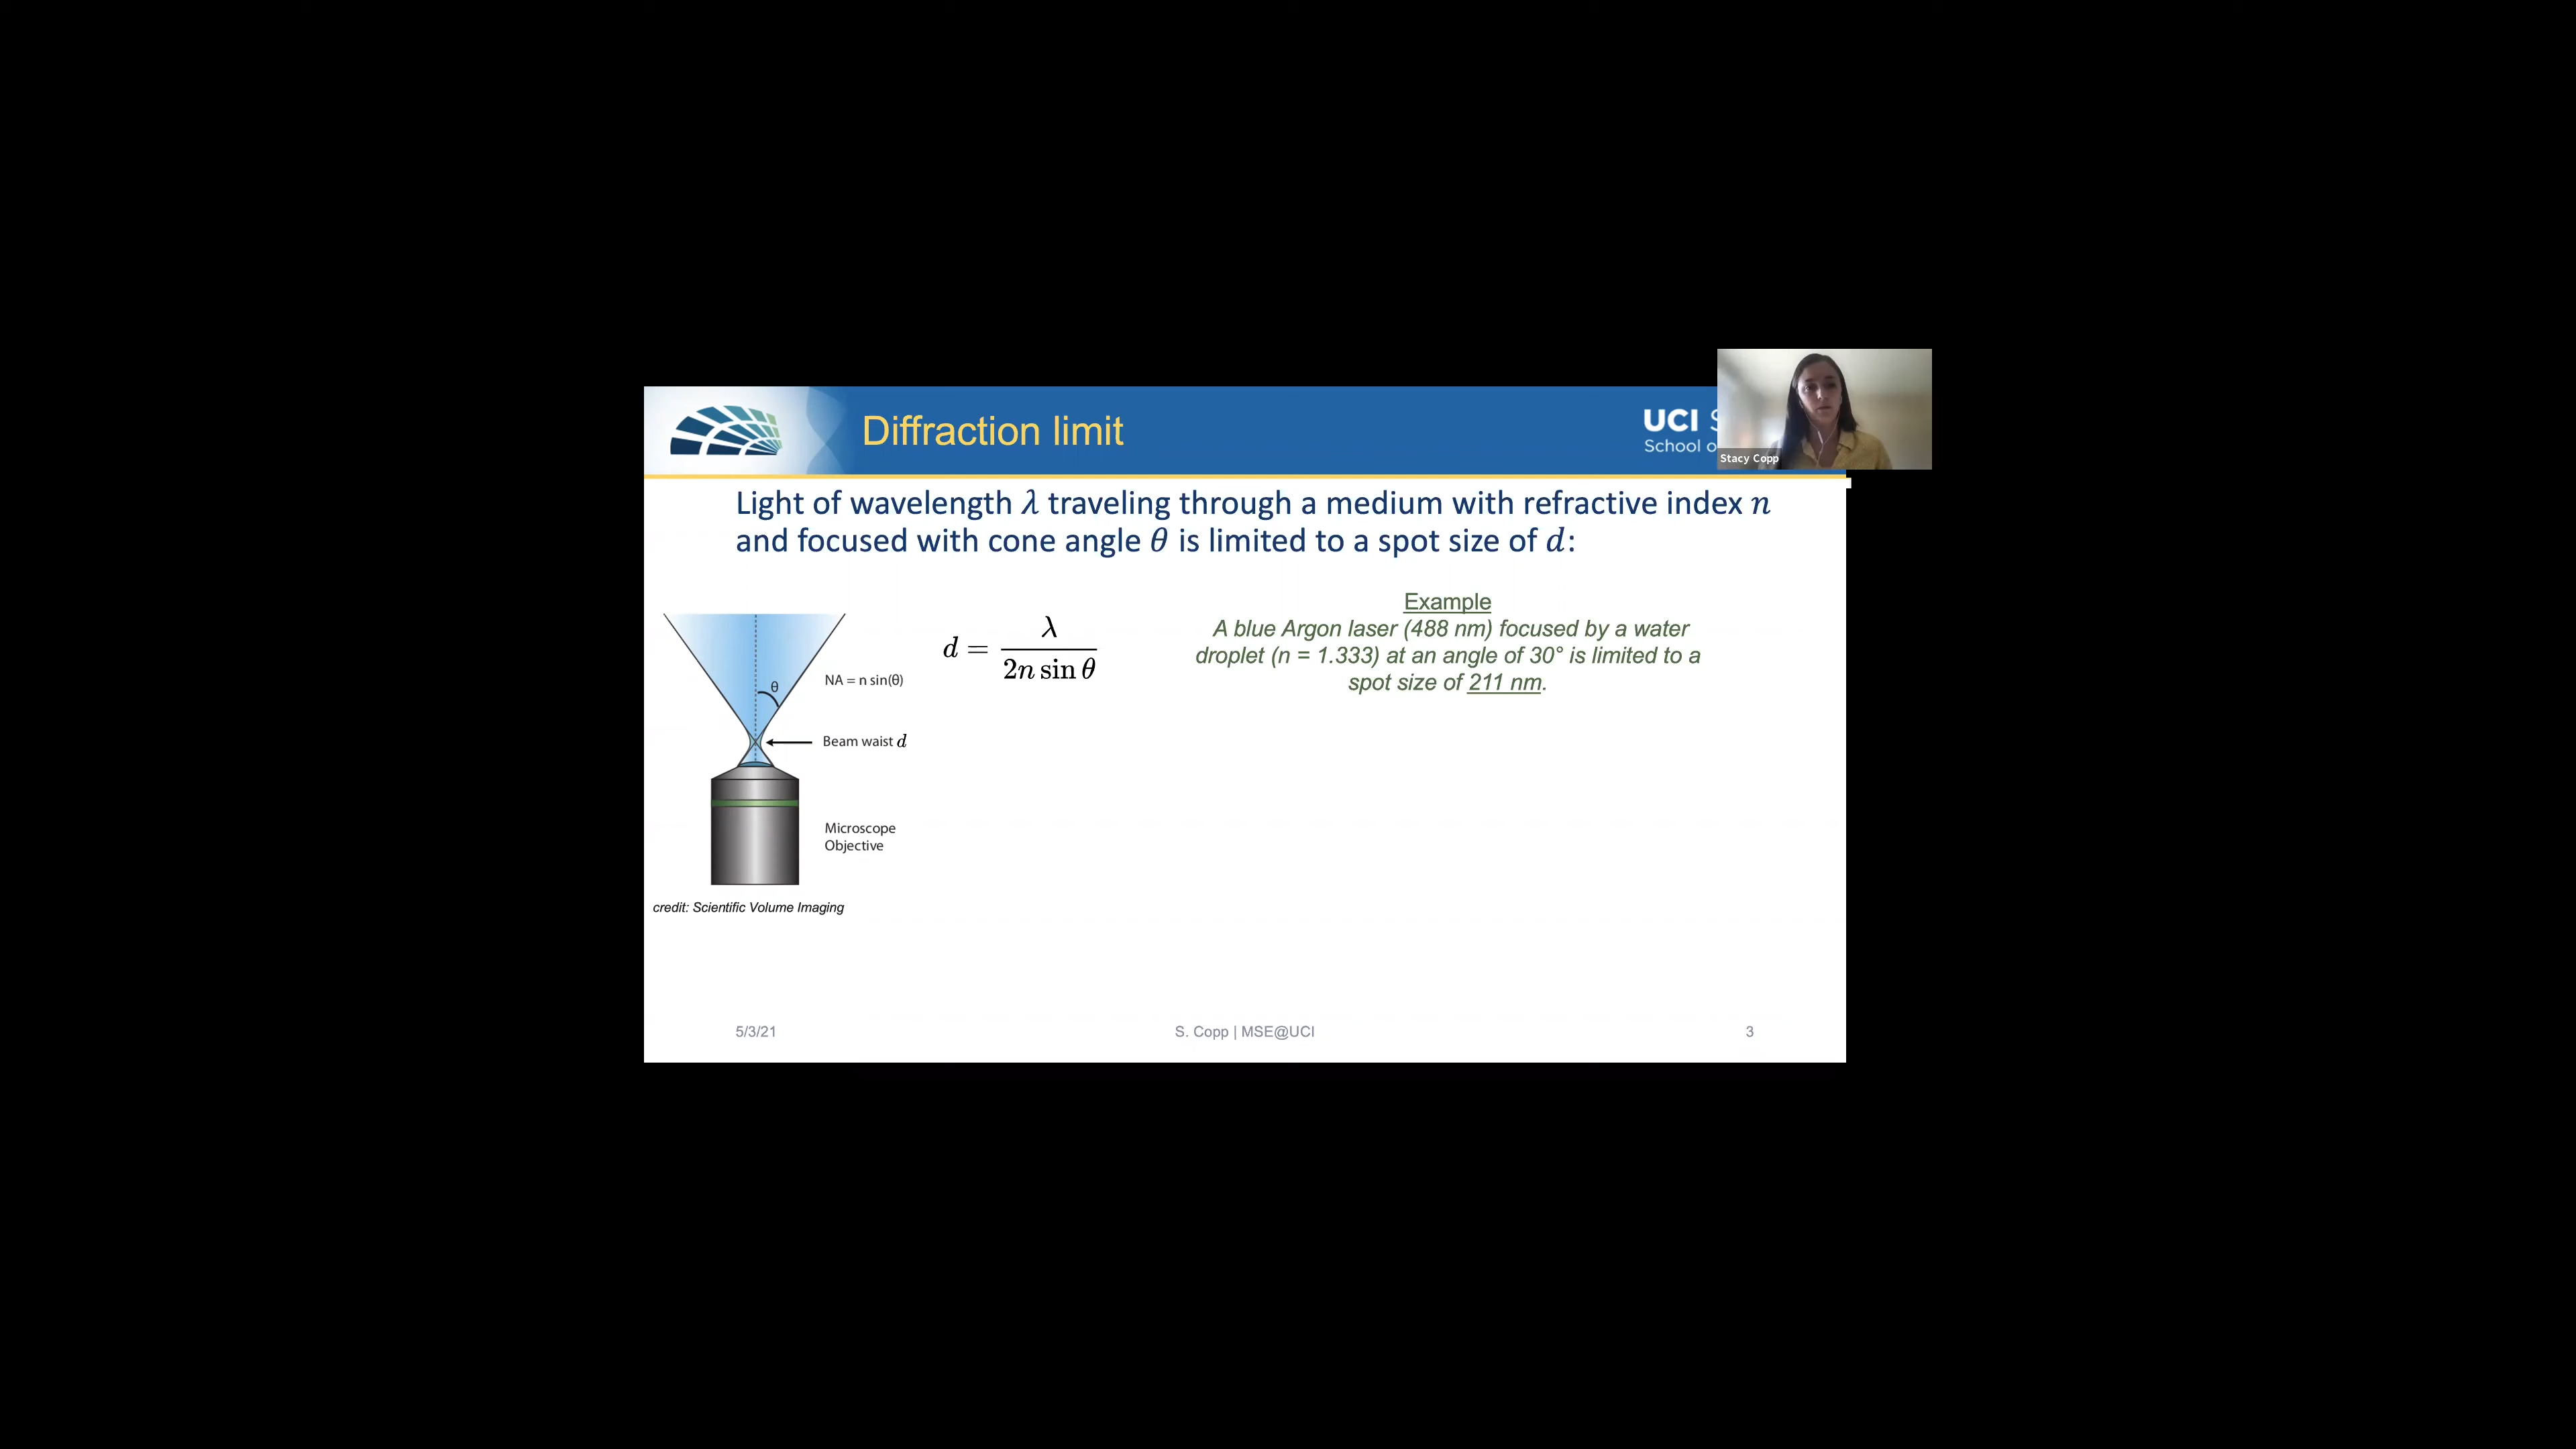 Diffraction limit
UCI
School
Stacy Copp
Light of wavelength λ traveling through a medium with refractive index n
and focused with cone angle θ is limited to a spot size of d:
d = λ / 2n sin θ
Example
A blue Argon laser (488 nm) focused by a water
droplet (n = 1.333) at an angle of 30° is limited to a
spot size of 211 nm.
θ
NA = n sin(θ)
Beam waist d
Microscope
Objective
credit: Scientific Volume Imaging
5/3/21
S. Copp | MSE@UCI
3